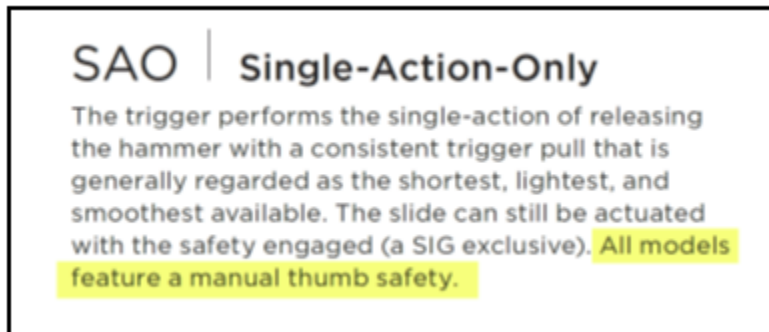 SAO | Single-Action-Only
The trigger performs the single-action of releasing
the hammer with a consistent trigger pull that is
generally regarded as the shortest, lightest, and
smoothest available. The slide can still be actuated
with the safety engaged (a SIG exclusive). All models
feature a manual thumb safety.